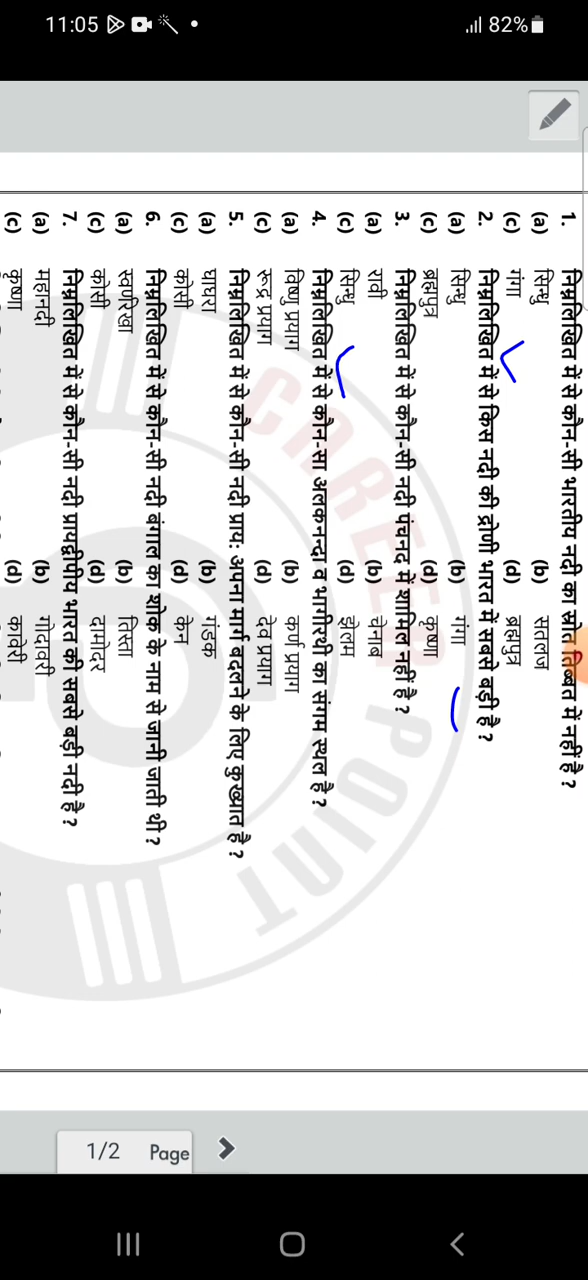 11:05
82%
1. निम्नलिखित में से कौन-सी भारतीय नदी का स्रोत तिब्बत में नहीं है ?
(a) सिन्धु (b) सतलज
(c) गंगा (d) ब्रह्मपुत्र
2. निम्नलिखित में से किस नदी की द्रोणी भारत में सबसे बड़ी है ?
(a) सिन्धु (b) गंगा
(c) ब्रह्मपुत्र (d) कृष्णा
3. निम्नलिखित में से कौन-सी नदी पंचनद में शामिल नहीं है ?
(a) रावी (b) चेनाब
(c) सिन्धु (d) झेलम
4. निम्नलिखित में से कौन-सा अलकनन्दा व भागीरथी का संगम स्थल है ?
(a) विष्णु प्रयाग (b) कर्ण प्रयाग
(c) रूद्र प्रयाग (d) देव प्रयाग
5. निम्नलिखित में से कौन-सी नदी प्राय: अपना मार्ग बदलने के लिए कुख्यात है ?
(a) घाघरा (b) गंडक
(c) कोसी (d) केन
6. निम्नलिखित में से कौन-सी नदी बंगाल का शोक के नाम से जानी जाती थी ?
(a) स्वर्णरेखा (b) तिस्ता
(c) कोसी (d) दामोदर
7. निम्नलिखित में से कौन-सी नदी प्रायद्वीपीय भारत की सबसे बड़ी नदी है ?
(a) महानदी (b) गोदावरी
(c) कृष्णा (d) कावेरी
CAREER POINT
1/2 Page